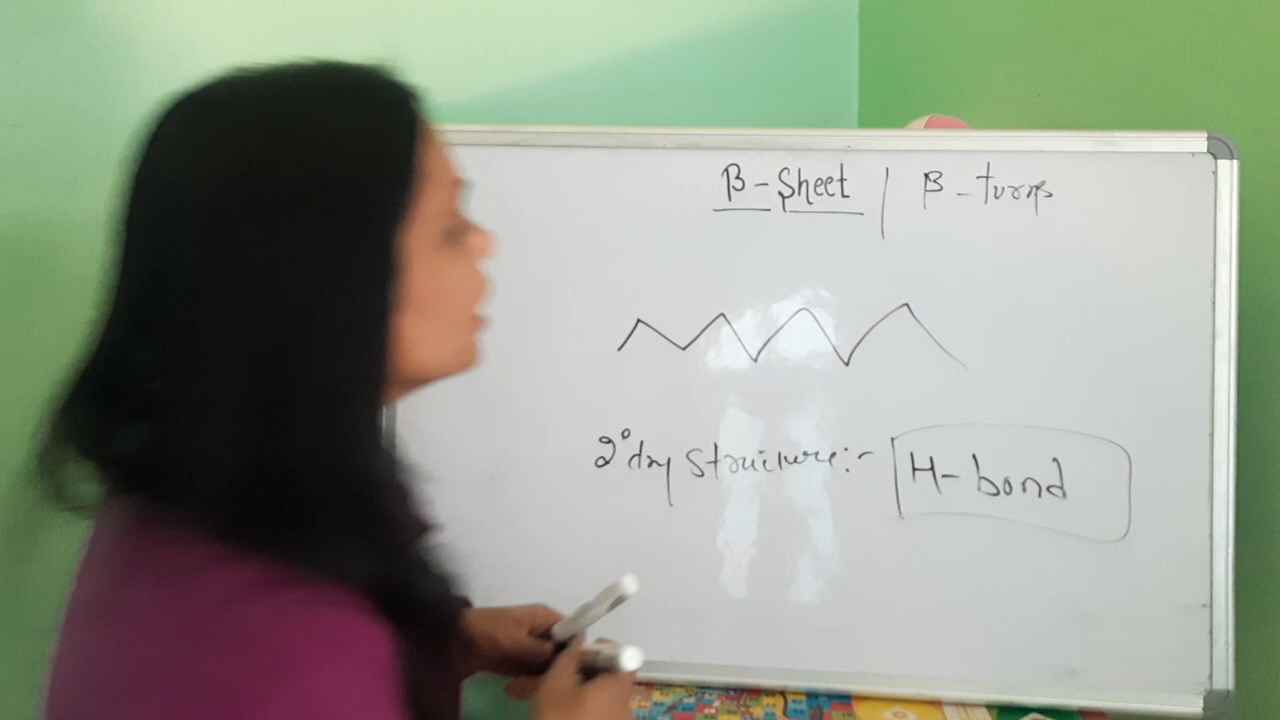 β-Sheet / β-turns
2°dry structure:-
H-bond